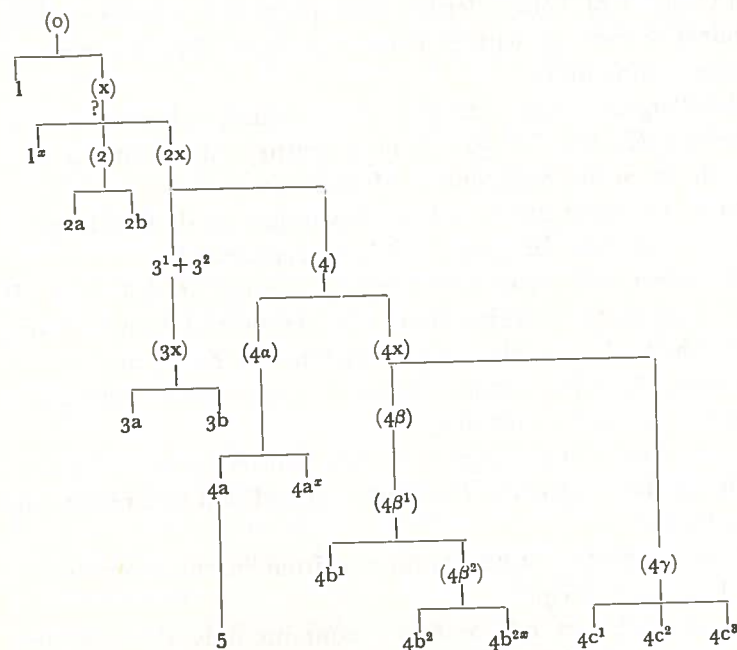 (o)
1 (x)
?
1ˣ (2) (2x)
2a 2b
3¹ + 3² (4)
(3x) (4α) (4x)
3a 3b (4β)
4a 4aˣ (4β¹)
4b¹ (4β²) (4γ)
5 4b² 4b²ˣ 4c¹ 4c² 4c³